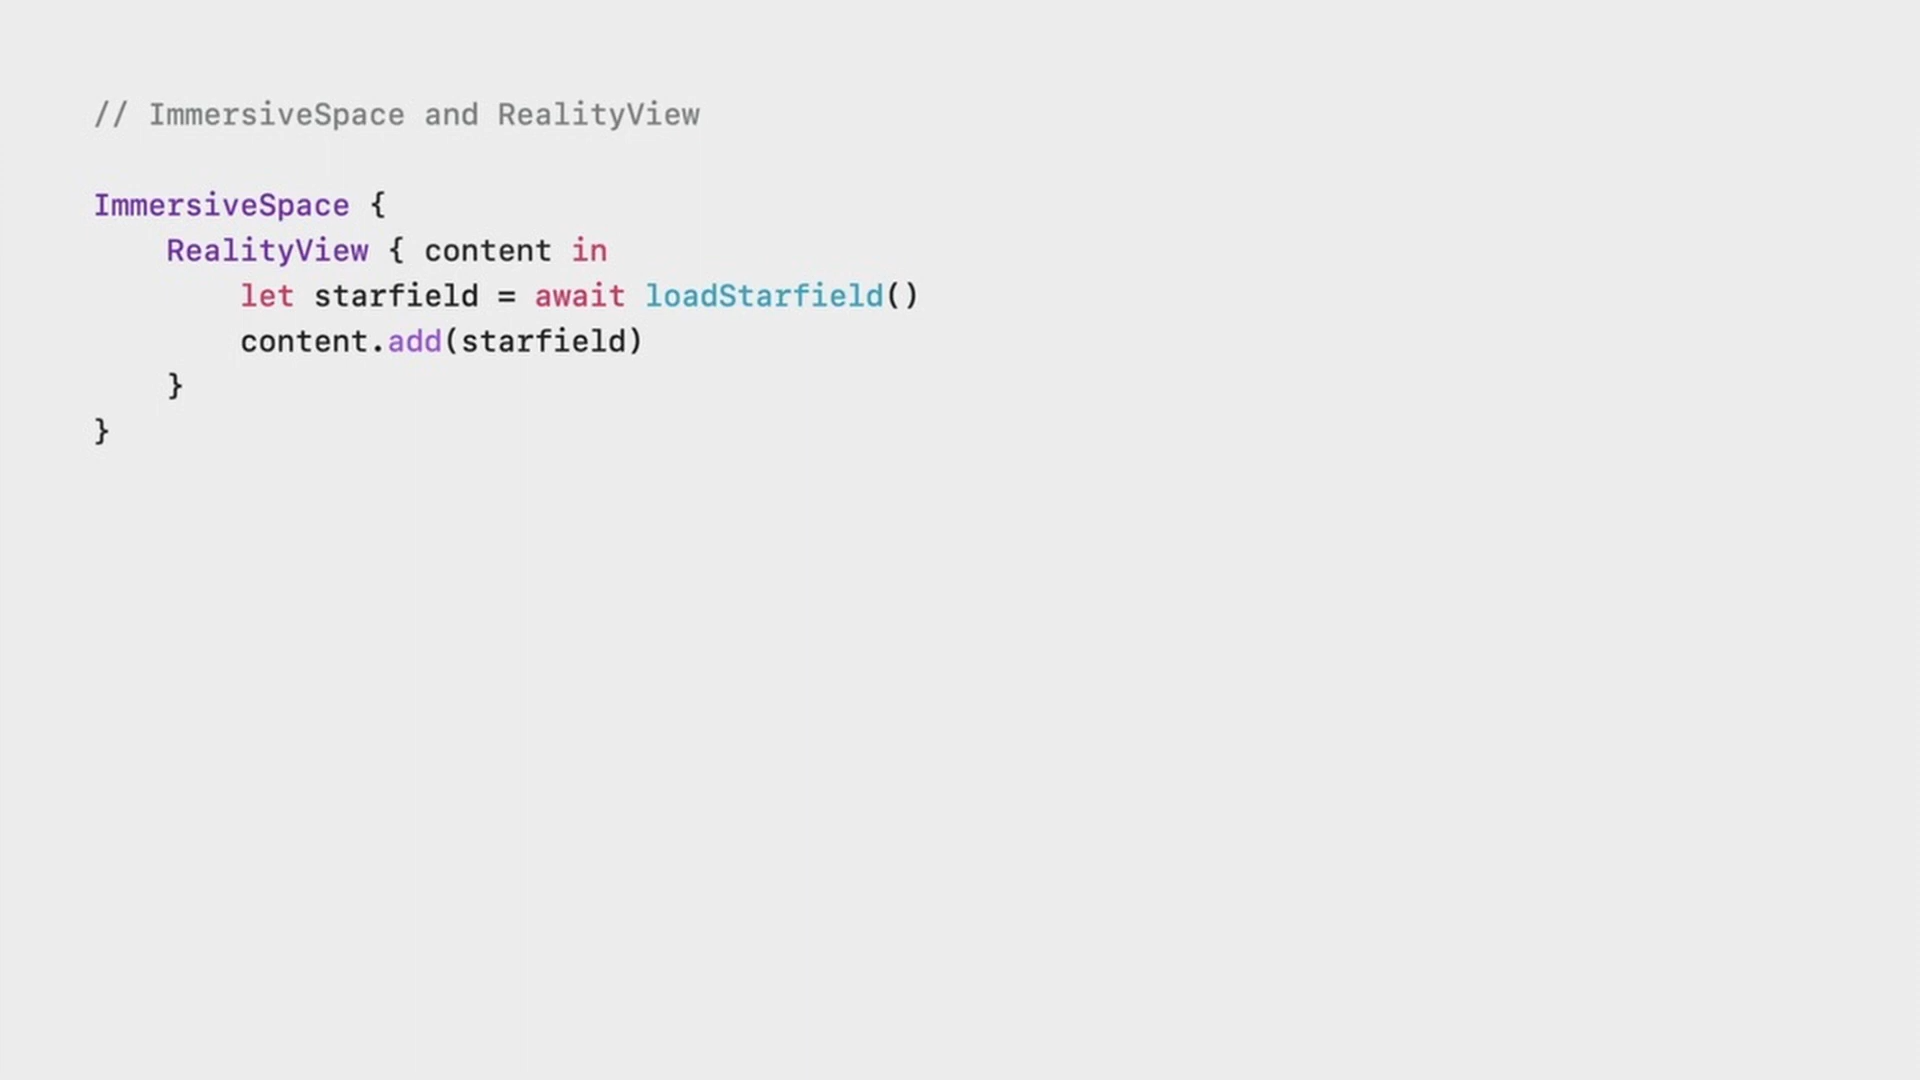 // ImmersiveSpace and RealityView
ImmersiveSpace {
    RealityView { content in
        let starfield = await loadStarfield()
        content.add(starfield)
    }
}